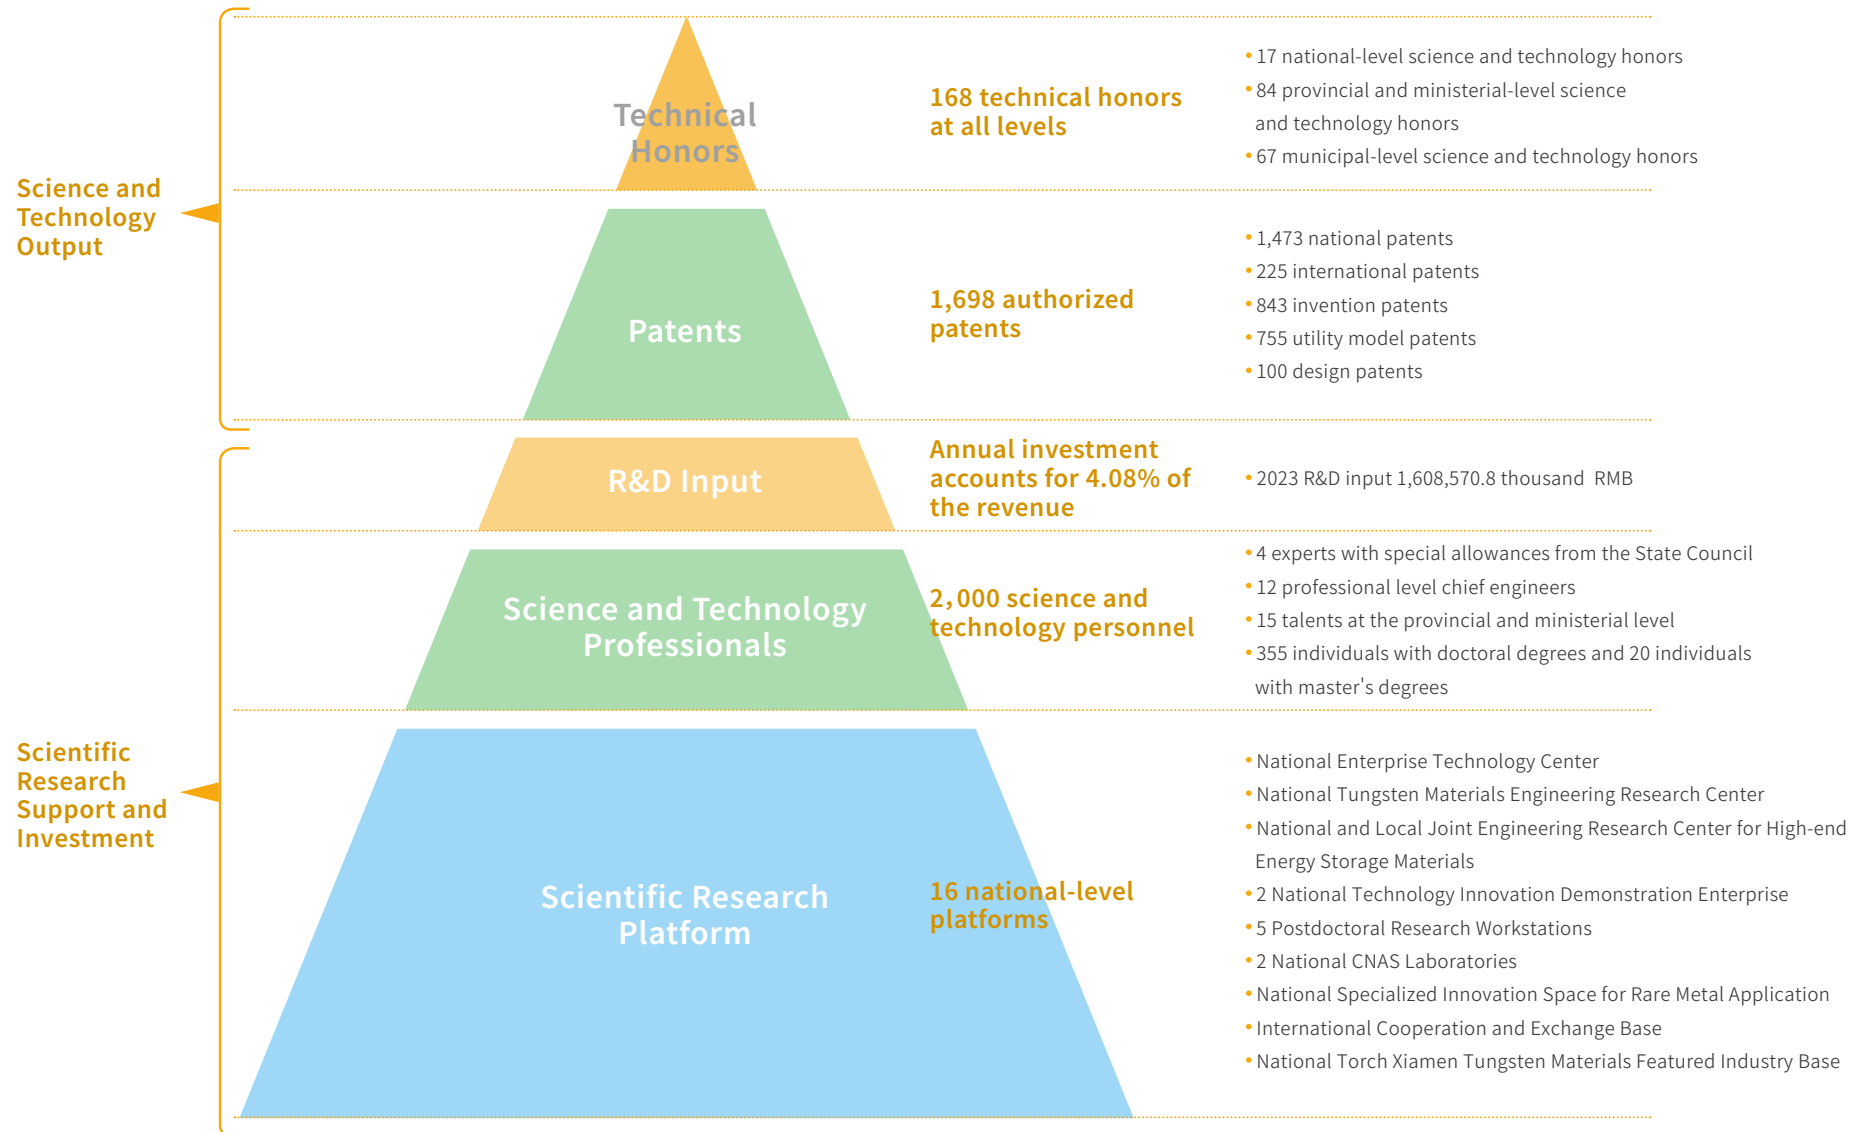 Science and
Technology
Output
Technical
Honors
168 technical honors
at all levels
• 17 national-level science and technology honors
• 84 provincial and ministerial-level science
and technology honors
• 67 municipal-level science and technology honors
Patents
1,698 authorized
patents
• 1,473 national patents
• 225 international patents
• 843 invention patents
• 755 utility model patents
• 100 design patents
Scientific
Research
Support and
Investment
R&D Input
Annual investment
accounts for 4.08% of
the revenue
• 2023 R&D input 1,608,570.8 thousand  RMB
Science and Technology
Professionals
2,000 science and
technology personnel
• 4 experts with special allowances from the State Council
• 12 professional level chief engineers
• 15 talents at the provincial and ministerial level
• 355 individuals with doctoral degrees and 20 individuals
with master's degrees
Scientific Research
Platform
16 national-level
platforms
• National Enterprise Technology Center
• National Tungsten Materials Engineering Research Center
• National and Local Joint Engineering Research Center for High-end
Energy Storage Materials
• 2 National Technology Innovation Demonstration Enterprise
• 5 Postdoctoral Research Workstations
• 2 National CNAS Laboratories
• National Specialized Innovation Space for Rare Metal Application
• International Cooperation and Exchange Base
• National Torch Xiamen Tungsten Materials Featured Industry Base